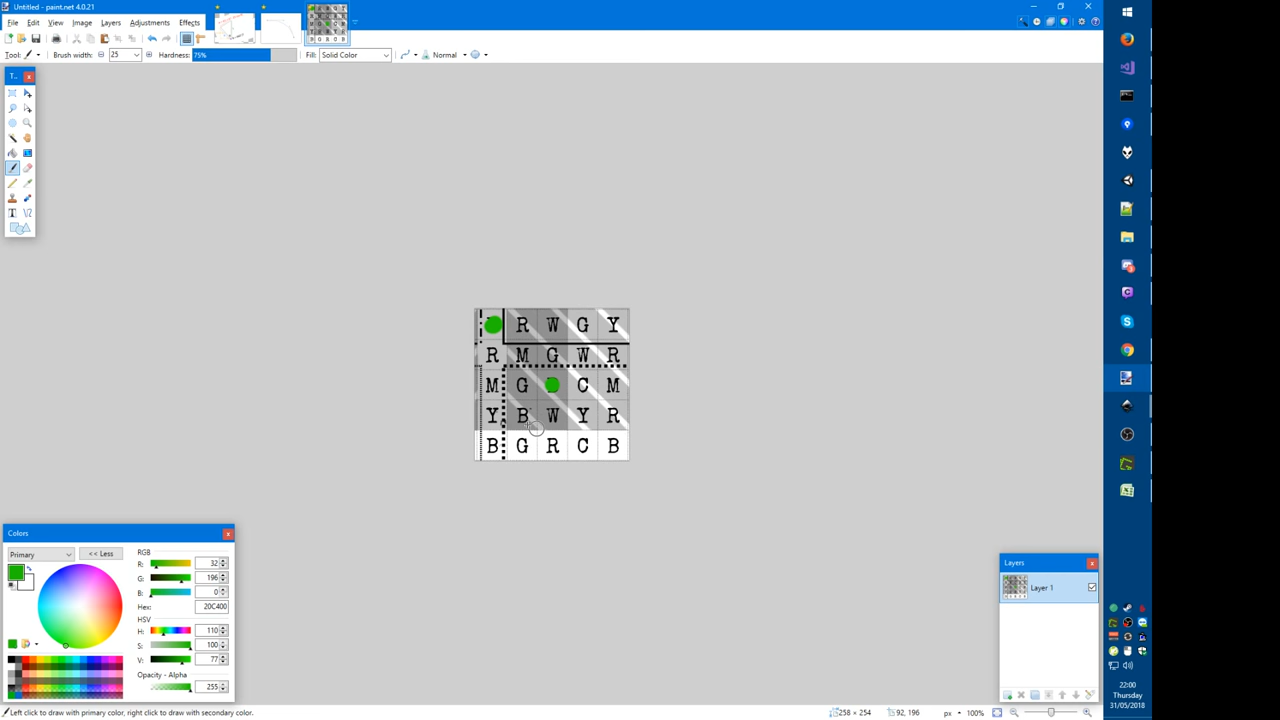 Untitled - paint.net 4.0.21
File Edit View Image Layers Adjustments Effects
Tool: Brush width: 25 Hardness: 75% Fill: Solid Color Normal
T...
R W G Y
R M G W R
M G C M
Y B W Y R
B G R C B
Colors
Primary << Less
RGB
R: 32
G: 196
B: 0
Hex: 20C400
HSV
H: 110
S: 100
V: 77
Opacity - Alpha
255
Layers
Layer 1
Left click to draw with primary color, right click to draw with secondary color.
258 × 254 92, 196 px 100%
22:00
Thursday
31/05/2018